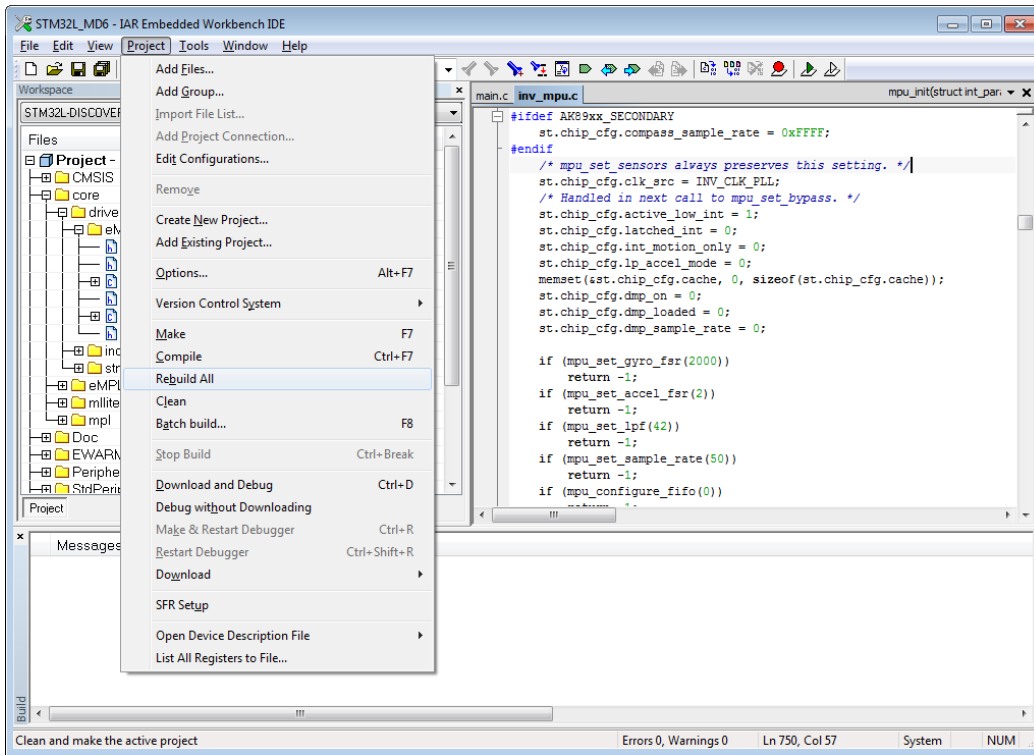 STM32L_MD6 - IAR Embedded Workbench IDE
File Edit View Project Tools Window Help
Workspace
STM32L-DISCOVER
Files
Project -
CMSIS
core
drive
eM
inc
str
eMPL
mllite
mpl
Doc
EWARM
Periphe
StdPerip
Project
Add Files...
Add Group...
Import File List...
Add Project Connection...
Edit Configurations...
Remove
Create New Project...
Add Existing Project...
Options... Alt+F7
Version Control System
Make F7
Compile Ctrl+F7
Rebuild All
Clean
Batch build... F8
Stop Build Ctrl+Break
Download and Debug Ctrl+D
Debug without Downloading
Make & Restart Debugger Ctrl+R
Restart Debugger Ctrl+Shift+R
Download
SFR Setup
Open Device Description File
List All Registers to File...
main.c inv_mpu.c mpu_init(struct int_para
#ifdef AK89xx_SECONDARY
st.chip_cfg.compass_sample_rate = 0xFFFF;
#endif
/* mpu_set_sensors always preserves this setting. */
st.chip_cfg.clk_src = INV_CLK_PLL;
/* Handled in next call to mpu_set_bypass. */
st.chip_cfg.active_low_int = 1;
st.chip_cfg.latched_int = 0;
st.chip_cfg.int_motion_only = 0;
st.chip_cfg.lp_accel_mode = 0;
memset(&st.chip_cfg.cache, 0, sizeof(st.chip_cfg.cache));
st.chip_cfg.dmp_on = 0;
st.chip_cfg.dmp_loaded = 0;
st.chip_cfg.dmp_sample_rate = 0;
if (mpu_set_gyro_fsr(2000))
return -1;
if (mpu_set_accel_fsr(2))
return -1;
if (mpu_set_lpf(42))
return -1;
if (mpu_set_sample_rate(50))
return -1;
if (mpu_configure_fifo(0))
Messages
Build
Clean and make the active project
Errors 0, Warnings 0
Ln 750, Col 57
System
NUM